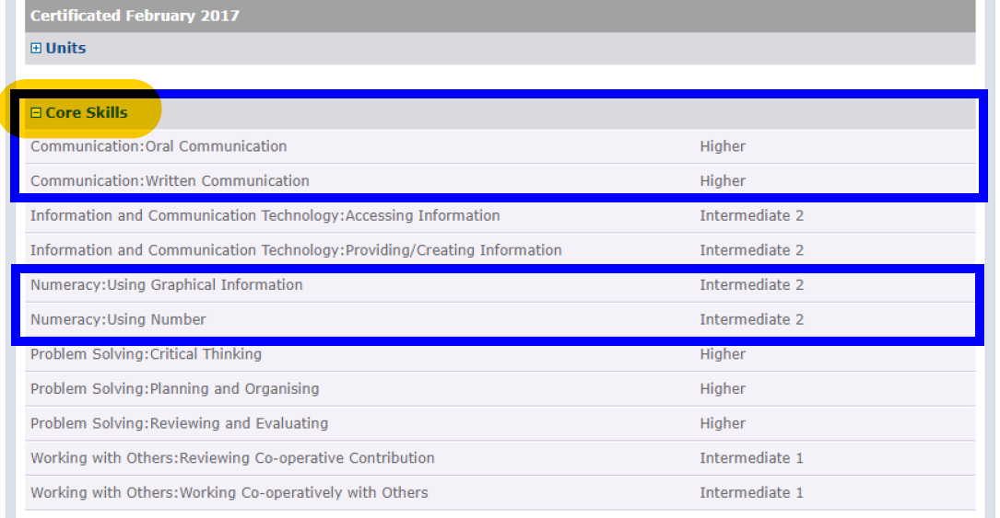 Certificated February 2017
Units
Core Skills
Communication:Oral Communication Higher
Communication:Written Communication Higher
Information and Communication Technology:Accessing Information Intermediate 2
Information and Communication Technology:Providing/Creating Information Intermediate 2
Numeracy:Using Graphical Information Intermediate 2
Numeracy:Using Number Intermediate 2
Problem Solving:Critical Thinking Higher
Problem Solving:Planning and Organising Higher
Problem Solving:Reviewing and Evaluating Higher
Working with Others:Reviewing Co-operative Contribution Intermediate 1
Working with Others:Working Co-operatively with Others Intermediate 1